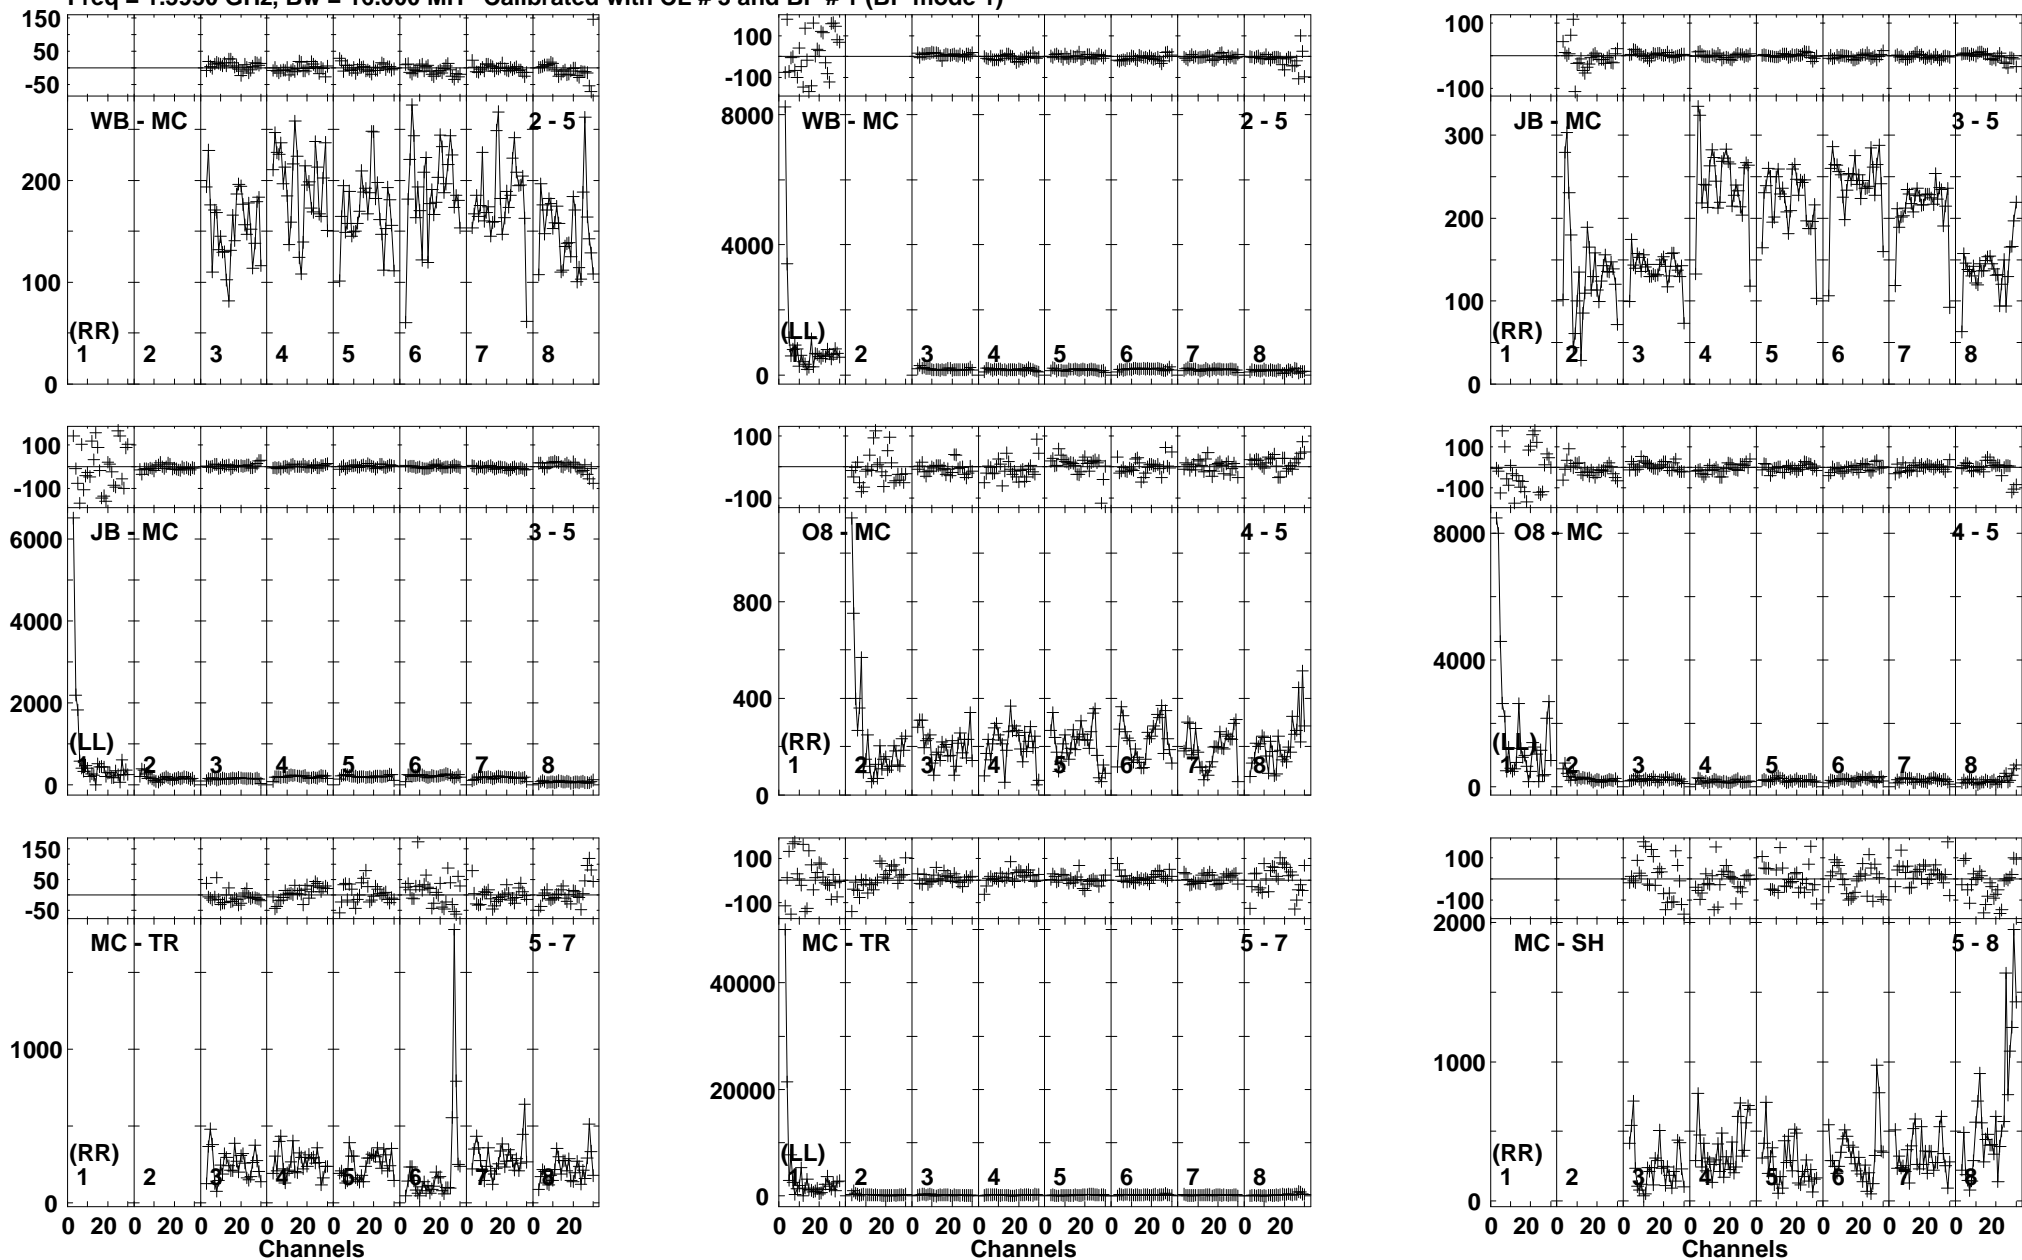 150 50 -50
WB - MC 2 - 5
200 100 0
(RR)
1 2 3 4 5 6 7 8
100 -100
WB - MC 2 - 5
8000 4000 0
(LL)
1 2 3 4 5 6 7 8
100 -100
JB - MC 3 - 5
300 200 100 0
(RR)
1 2 3 4 5 6 7 8
100 -100
JB - MC 3 - 5
6000 4000 2000 0
(LL)
1 2 3 4 5 6 7 8
100 -100
O8 - MC 4 - 5
800 400 0
(RR)
1 2 3 4 5 6 7 8
100 -100
O8 - MC 4 - 5
8000 4000 0
(LL)
1 2 3 4 5 6 7 8
150 50 -50
MC - TR 5 - 7
1000 0
(RR)
1 2 3 4 5 6 7 8
0 20 0 20 0 20 0 20 0 20 0 20 0 20 0 20
Channels
100 -100
MC - TR 5 - 7
40000 20000 0
(LL)
1 2 3 4 5 6 7 8
0 20 0 20 0 20 0 20 0 20 0 20 0 20 0 20
Channels
100 -100
MC - SH 5 - 8
2000 1000 0
(RR)
1 2 3 4 5 6 7 8
0 20 0 20 0 20 0 20 0 20 0 20 0 20 0 20
Channels